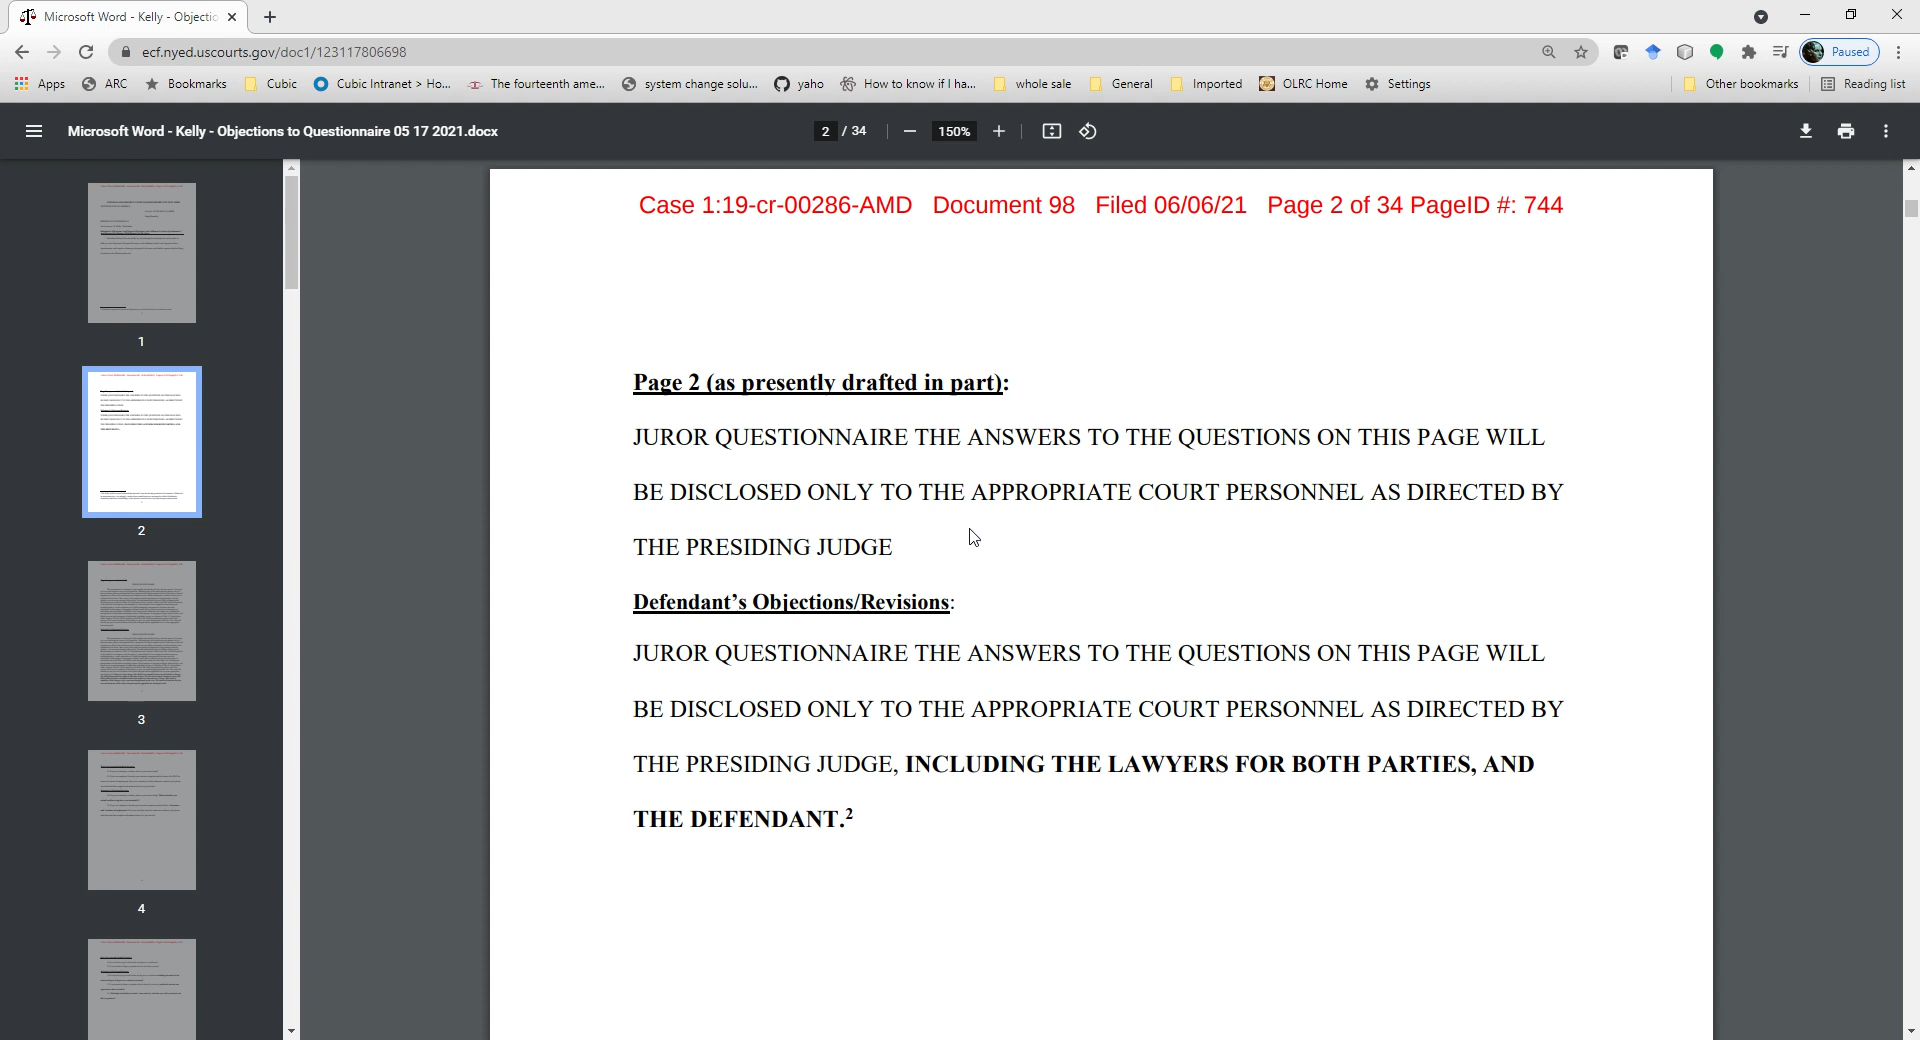 Microsoft Word - Kelly - Objectio
ecf.nyed.uscourts.gov/doc1/123117806698
Paused
Apps ARC Bookmarks Cubic Cubic Intranet > Ho... The fourteenth ame... system change solu... yaho How to know if I ha... whole sale General Imported OLRC Home Settings Other bookmarks Reading list
Microsoft Word - Kelly - Objections to Questionnaire 05 17 2021.docx
2 / 34
150%
1
2
3
4
Case 1:19-cr-00286-AMD Document 98 Filed 06/06/21 Page 2 of 34 PageID #: 744
Page 2 (as presently drafted in part):
JUROR QUESTIONNAIRE THE ANSWERS TO THE QUESTIONS ON THIS PAGE WILL
BE DISCLOSED ONLY TO THE APPROPRIATE COURT PERSONNEL AS DIRECTED BY
THE PRESIDING JUDGE
Defendant's Objections/Revisions:
JUROR QUESTIONNAIRE THE ANSWERS TO THE QUESTIONS ON THIS PAGE WILL
BE DISCLOSED ONLY TO THE APPROPRIATE COURT PERSONNEL AS DIRECTED BY
THE PRESIDING JUDGE, INCLUDING THE LAWYERS FOR BOTH PARTIES, AND
THE DEFENDANT.²